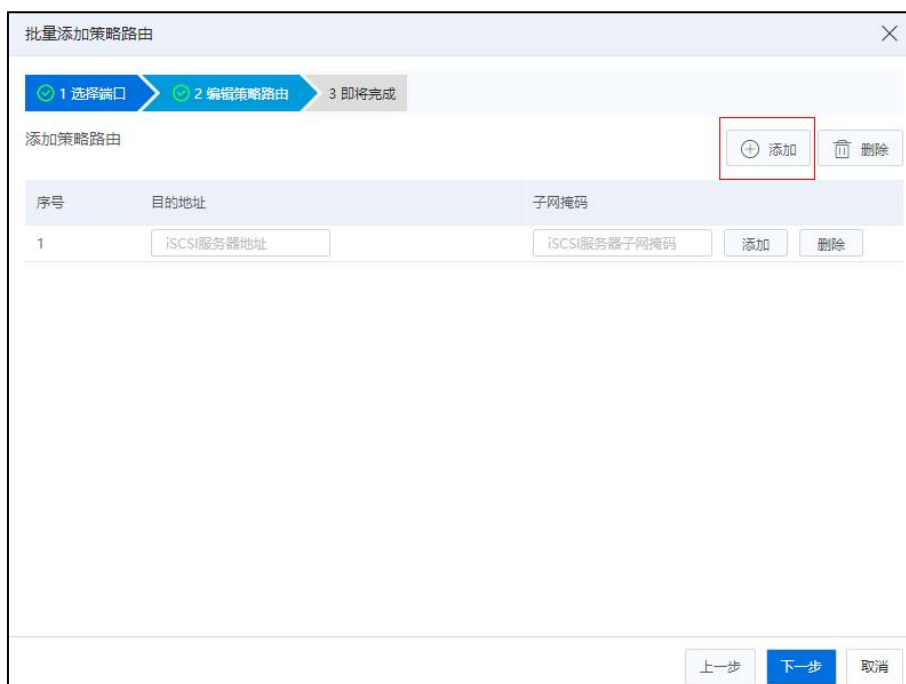 批量添加策略路由
1 选择端口 2 编辑策略路由 3 即将完成
添加策略路由 添加 删除
序号 目的地址 子网掩码
1 iSCSI服务器地址 iSCSI服务器子网掩码 添加 删除
上一步 下一步 取消